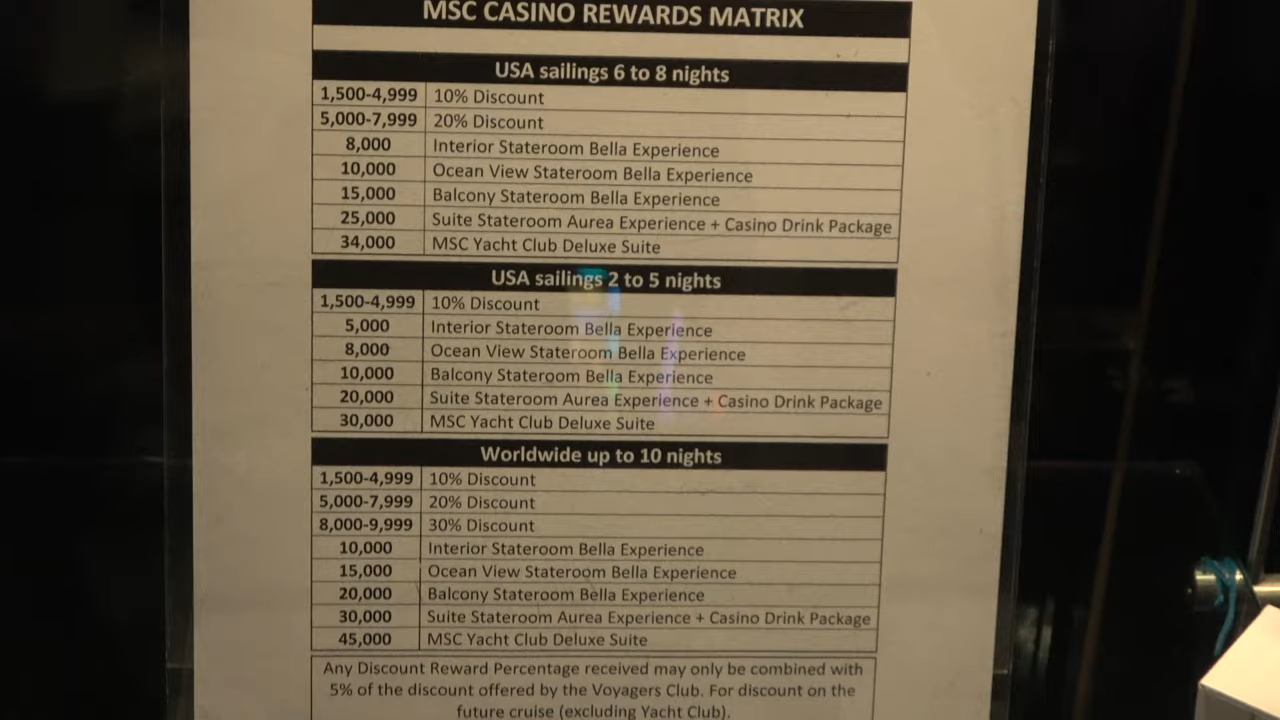 MSC CASINO REWARDS MATRIX
USA sailings 6 to 8 nights
1,500-4,999 10% Discount
5,000-7,999 20% Discount
8,000 Interior Stateroom Bella Experience
10,000 Ocean View Stateroom Bella Experience
15,000 Balcony Stateroom Bella Experience
25,000 Suite Stateroom Aurea Experience + Casino Drink Package
34,000 MSC Yacht Club Deluxe Suite
USA sailings 2 to 5 nights
1,500-4,999 10% Discount
5,000 Interior Stateroom Bella Experience
8,000 Ocean View Stateroom Bella Experience
10,000 Balcony Stateroom Bella Experience
20,000 Suite Stateroom Aurea Experience + Casino Drink Package
30,000 MSC Yacht Club Deluxe Suite
Worldwide up to 10 nights
1,500-4,999 10% Discount
5,000-7,999 20% Discount
8,000-9,999 30% Discount
10,000 Interior Stateroom Bella Experience
15,000 Ocean View Stateroom Bella Experience
20,000 Balcony Stateroom Bella Experience
30,000 Suite Stateroom Aurea Experience + Casino Drink Package
45,000 MSC Yacht Club Deluxe Suite
Any Discount Reward Percentage received may only be combined with
5% of the discount offered by the Voyagers Club. For discount on the
future cruise (excluding Yacht Club).